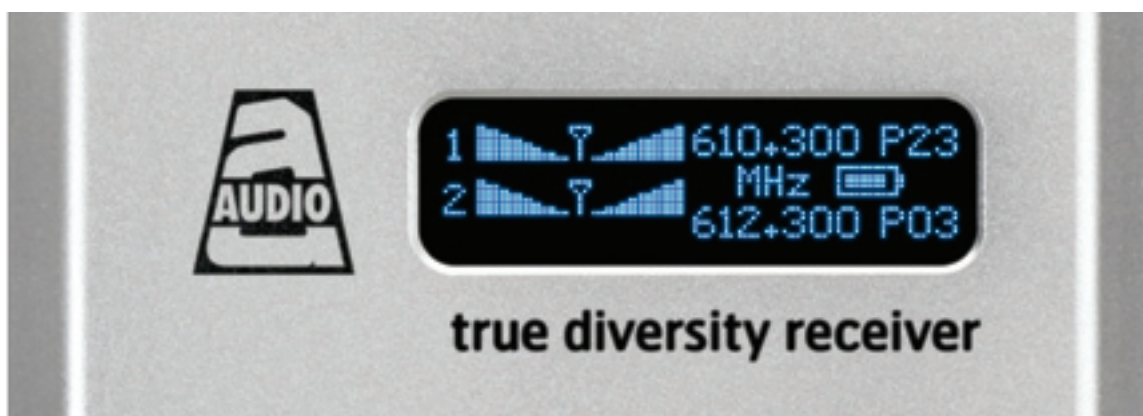 AUDIO
1 610.300 P23
MHz
2 612.300 P03
true diversity receiver